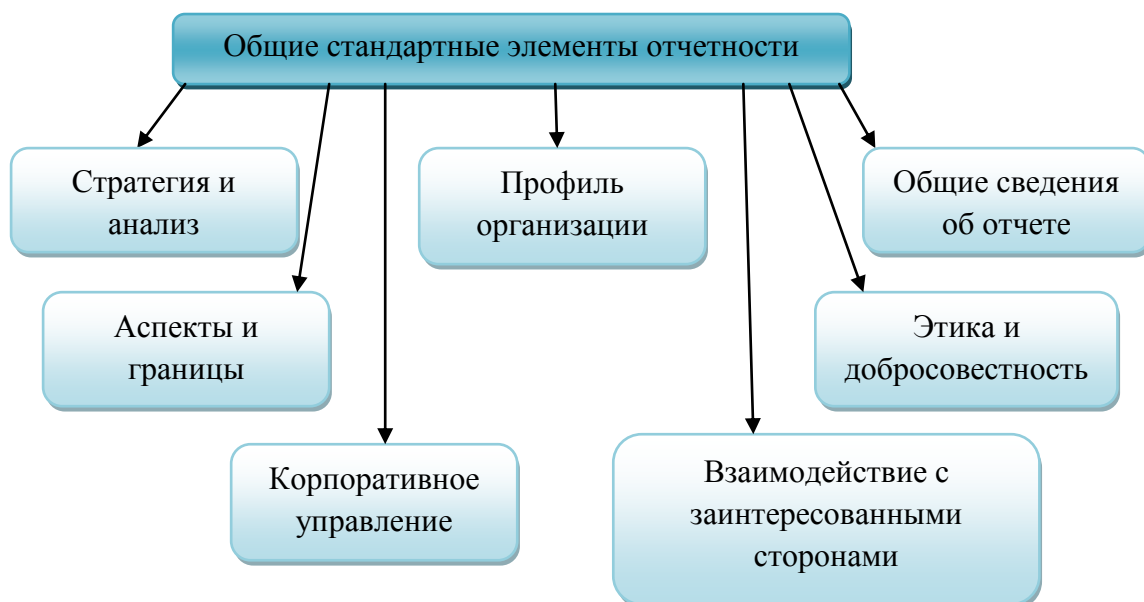 Общие стандартные элементы отчетности
Стратегия и
анализ
Профиль
организации
Общие сведения
об отчете
Аспекты и
границы
Этика и
добросовестность
Корпоративное
управление
Взаимодействие с
заинтересованными
сторонами